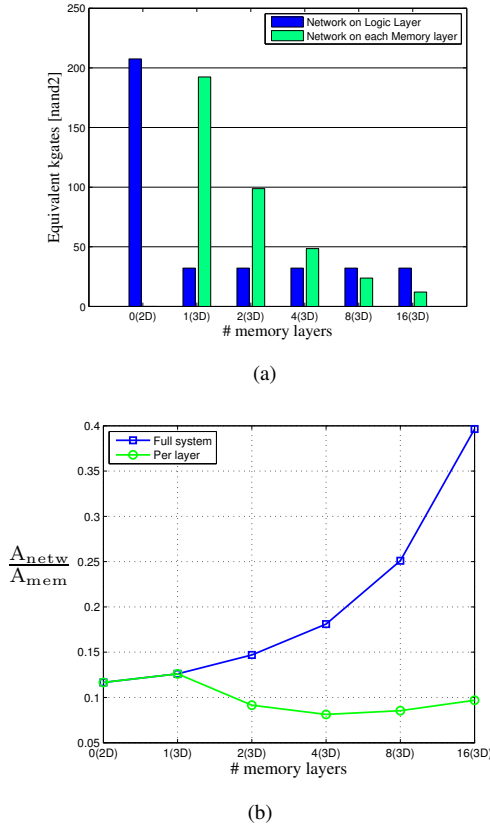 250
200
150
100
50
0
Equivalent kgates [nand2]
Network on Logic Layer
Network on each Memory layer
0(2D) 1(3D) 2(3D) 4(3D) 8(3D) 16(3D)
# memory layers
(a)
0.4
0.35
0.3
0.25
0.2
0.15
0.1
0.05
A netw
A mem
Full system
Per layer
0(2D) 1(3D) 2(3D) 4(3D) 8(3D) 16(3D)
# memory layers
(b)